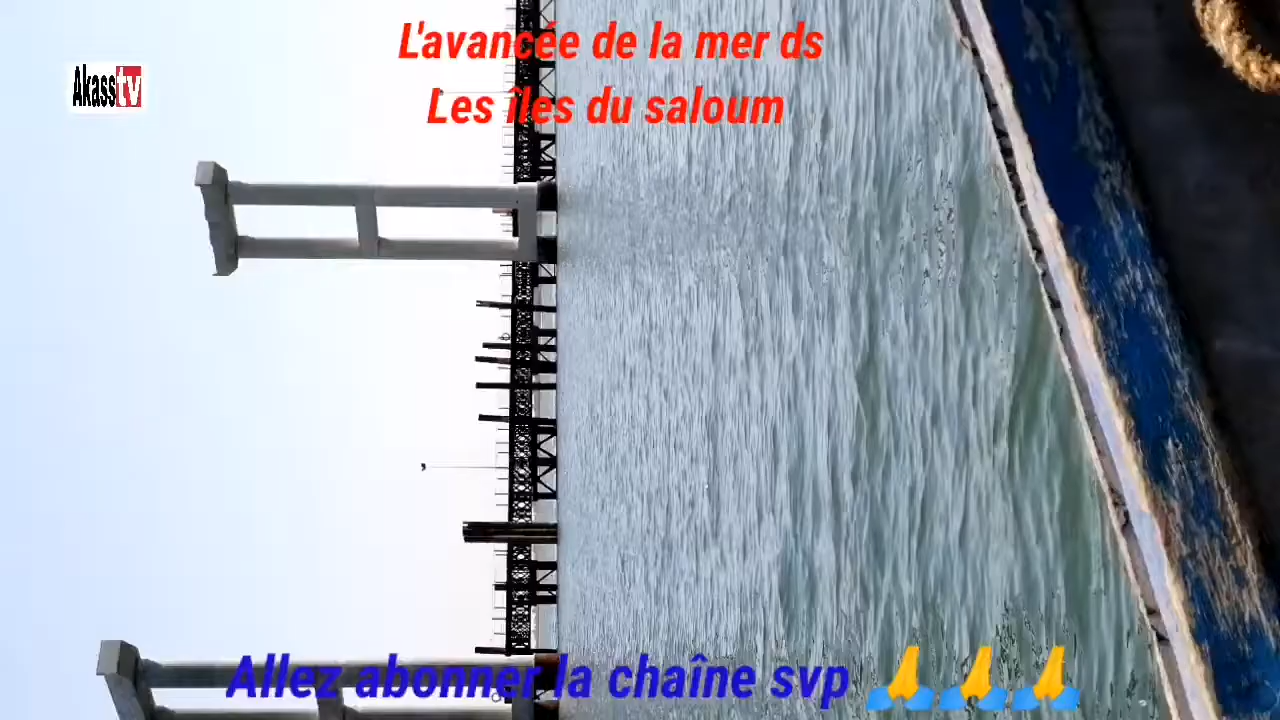 L'avancée de la mer ds
Les îles du saloum
Akasstv
Allez abonner la chaîne svp 🙏🙏🙏